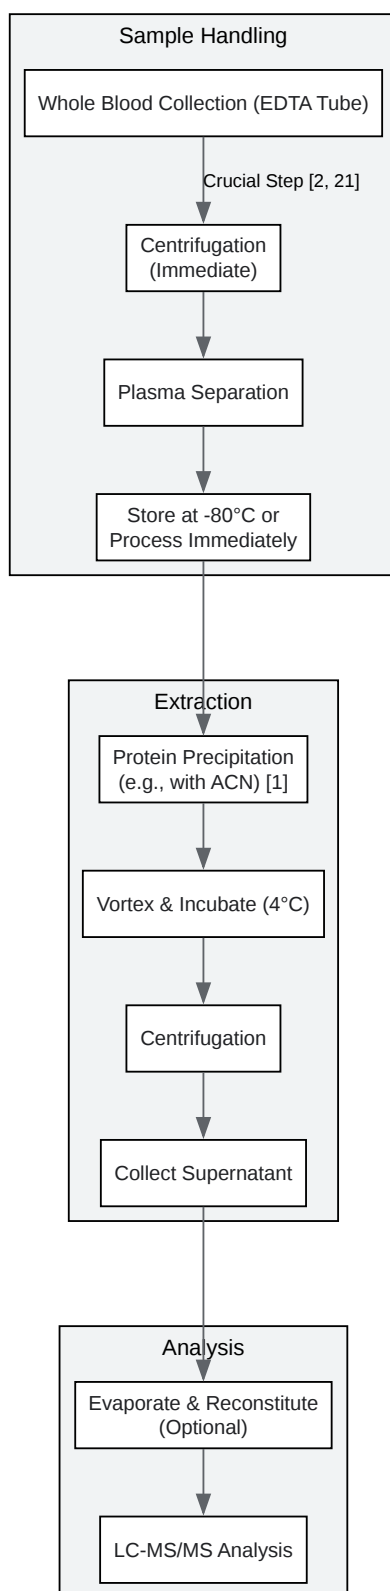 Sample Handling
Whole Blood Collection (EDTA Tube)
Crucial Step [2, 21]
Centrifugation
(Immediate)
Plasma Separation
Store at -80°C or
Process Immediately
Extraction
Protein Precipitation
(e.g., with ACN) [1]
Vortex & Incubate (4°C)
Centrifugation
Collect Supernatant
Analysis
Evaporate & Reconstitute
(Optional)
LC-MS/MS Analysis